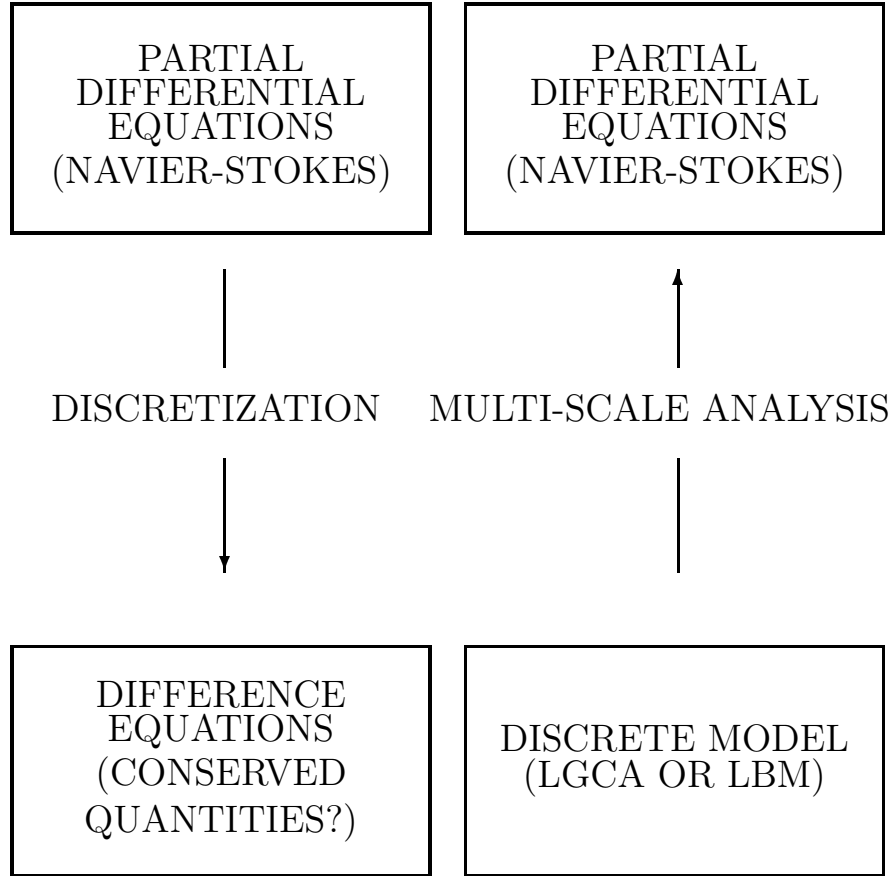 PARTIAL
DIFFERENTIAL
EQUATIONS
(NAVIER-STOKES)
PARTIAL
DIFFERENTIAL
EQUATIONS
(NAVIER-STOKES)
DISCRETIZATION
MULTI-SCALE ANALYSIS
DIFFERENCE
EQUATIONS
(CONSERVED
QUANTITIES?)
DISCRETE MODEL
(LGCA OR LBM)